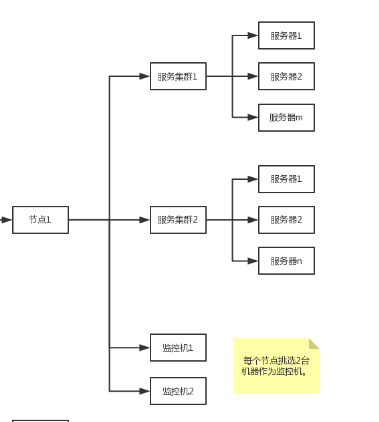 服务器1
服务集群1
服务器2
服务器m
服务器1
节点1
服务集群2
服务器2
服务器n
监控机1
每个节点挑选2台
机器作为监控机。
监控机2